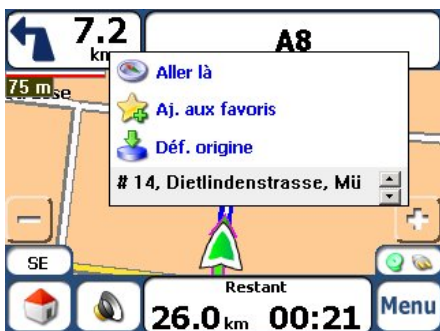 7.2
km
A8
75 m
sse
Aller là
Aj. aux favoris
Déf. origine
# 14, Dietlindenstrasse, Mü
SE
Restant
26.0 km 00:21
Menu